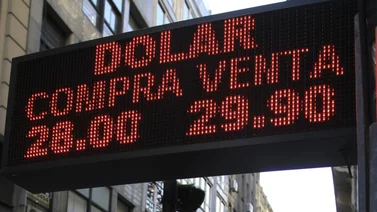 DOLAR
COMPRA VENTA
28.00 29.90